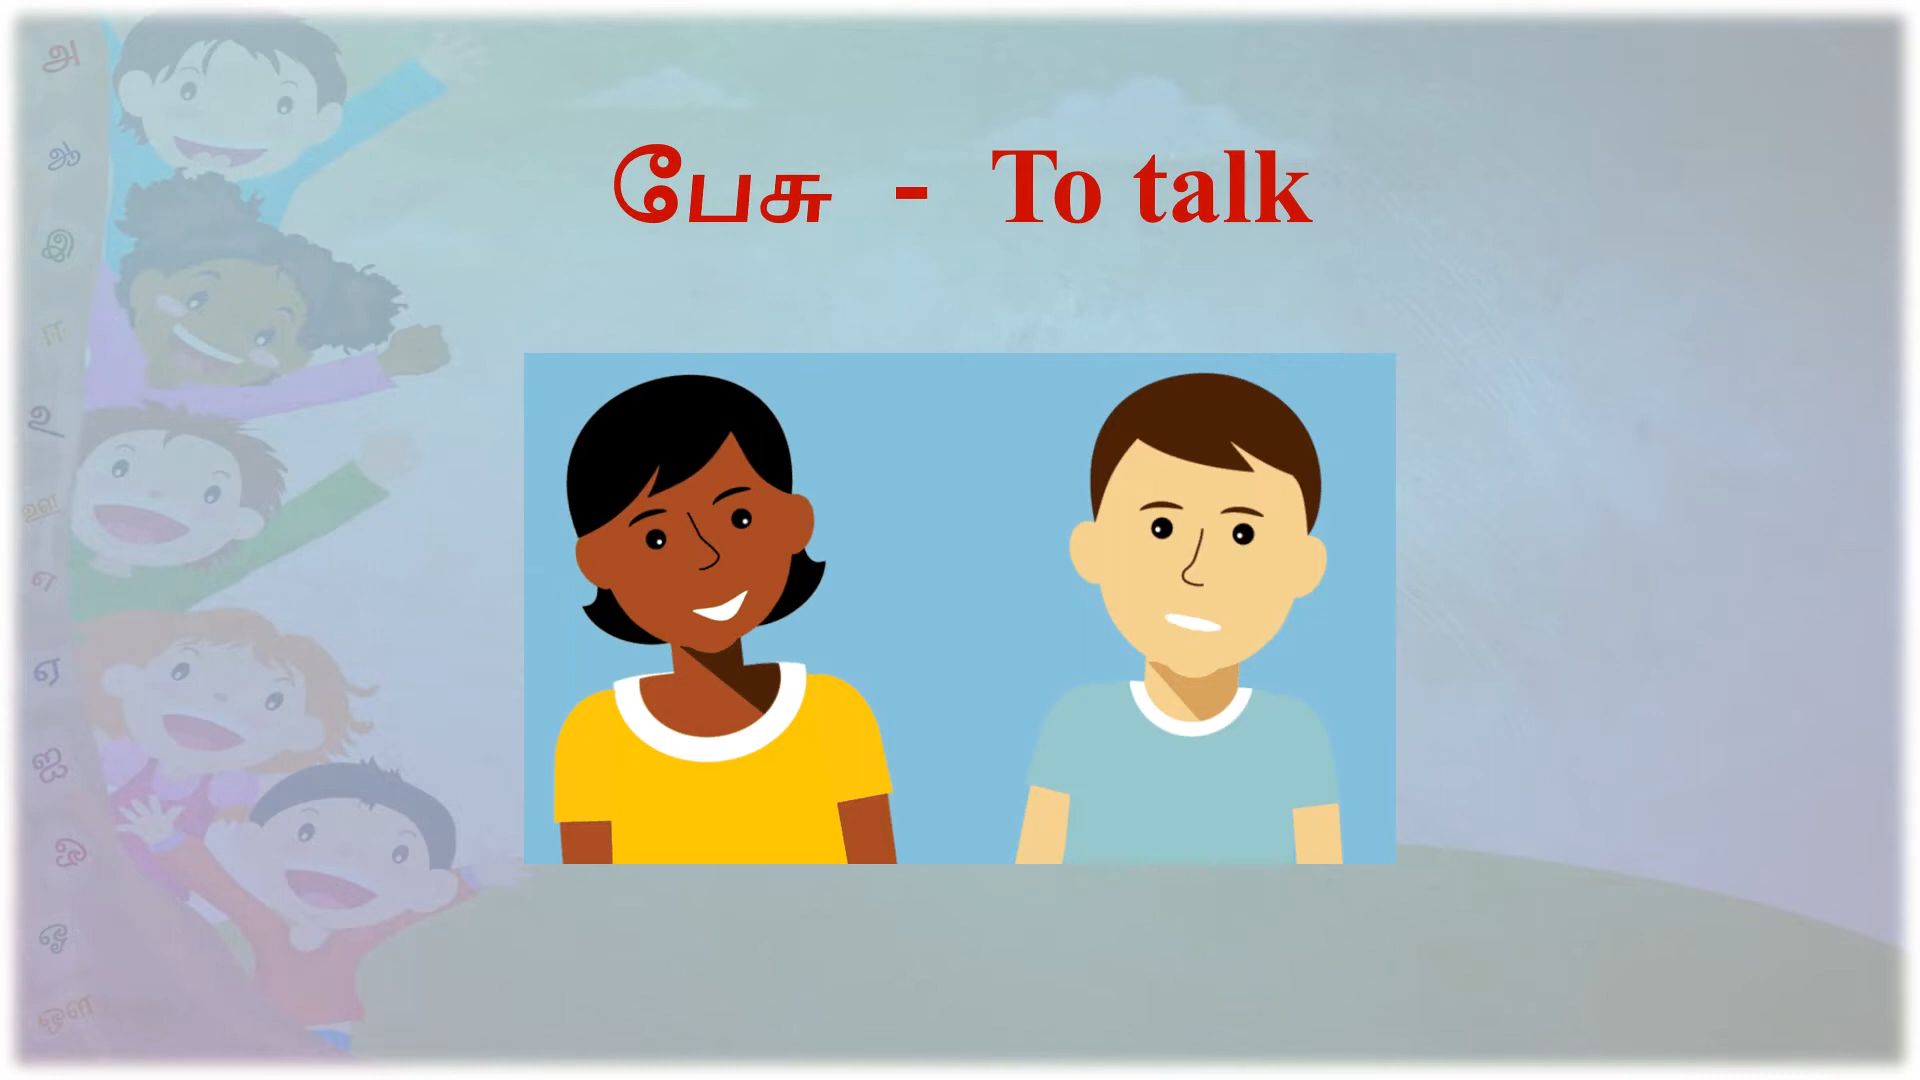 பேசு - To talk
அ
ஆ
இ
ஈ
உ
ஊ
எ
ஏ
ஐ
ஒ
ஓ
ஔ